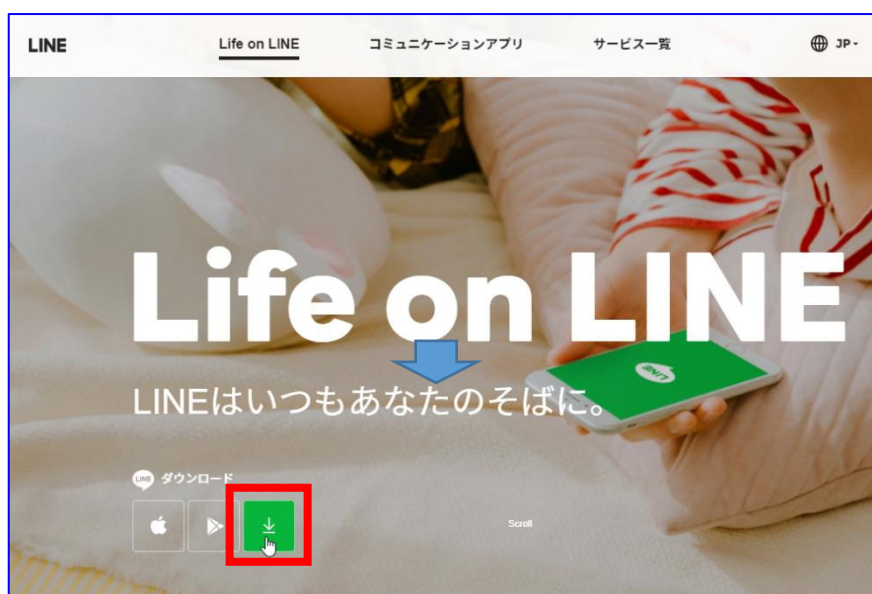 LINE
Life on LINE
コミュニケーションアプリ
サービス一覧
JP
Life on LINE
LINE
LINEはいつもあなたのそばに。
LINE ダウンロード
Scroll